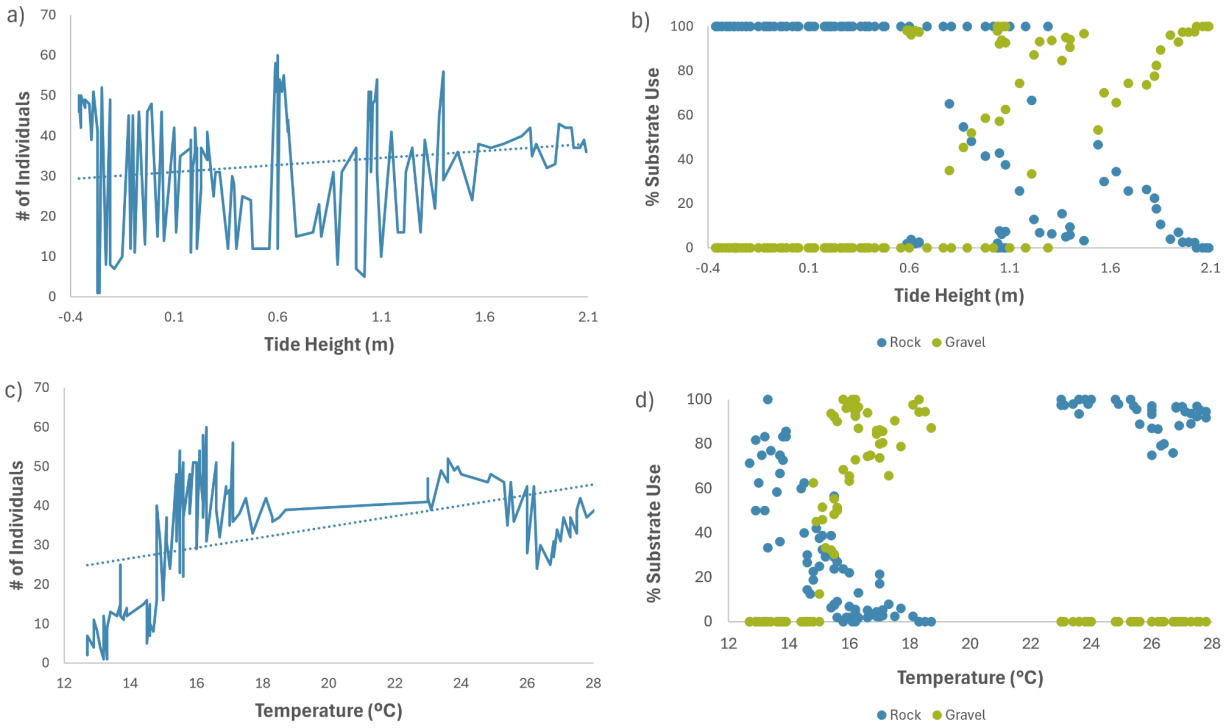 a)
70
60
50
40
30
20
10
0
# of Individuals
-0.4 0.1 0.6 1.1 1.6 2.1
Tide Height (m)
b)
100
80
60
40
20
0
% Substrate Use
-0.4 0.1 0.6 1.1 1.6 2.1
Tide Height (m)
Rock Gravel
c)
70
60
50
40
30
20
10
0
# of Individuals
12 14 16 18 20 22 24 26 28
Temperature (ºC)
d)
100
80
60
40
20
0
% Substrate Use
12 14 16 18 20 22 24 26 28
Temperature (°C)
Rock Gravel